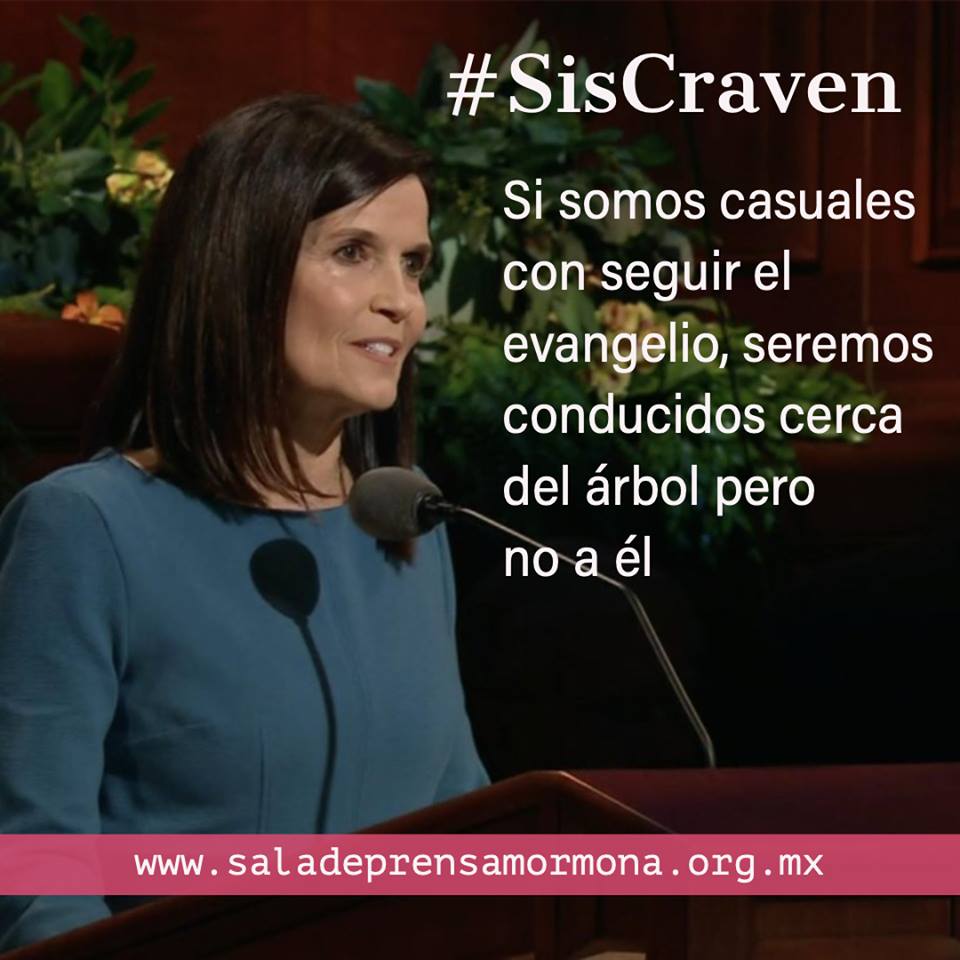 #SisCraven
Si somos casuales
con seguir el
evangelio, seremos
conducidos cerca
del árbol pero
no a él
www.saladeprensamormona.org.mx